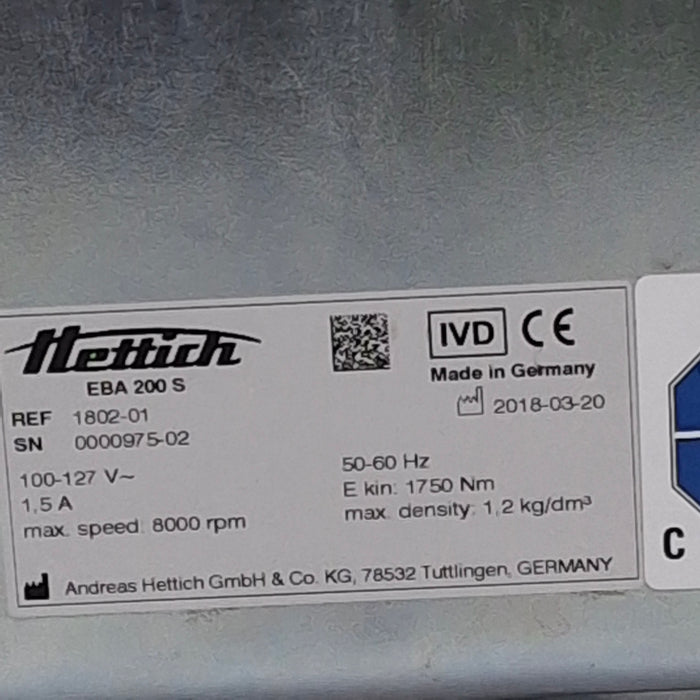 Hettich
EBA 200 S
REF 1802-01
SN 0000975-02
100-127 V~
1,5 A
max. speed: 8000 rpm
IVD CE
Made in Germany
2018-03-20
50-60 Hz
E kin: 1750 Nm
max. density: 1,2 kg/dm³
Andreas Hettich GmbH & Co. KG, 78532 Tuttlingen, GERMANY
C